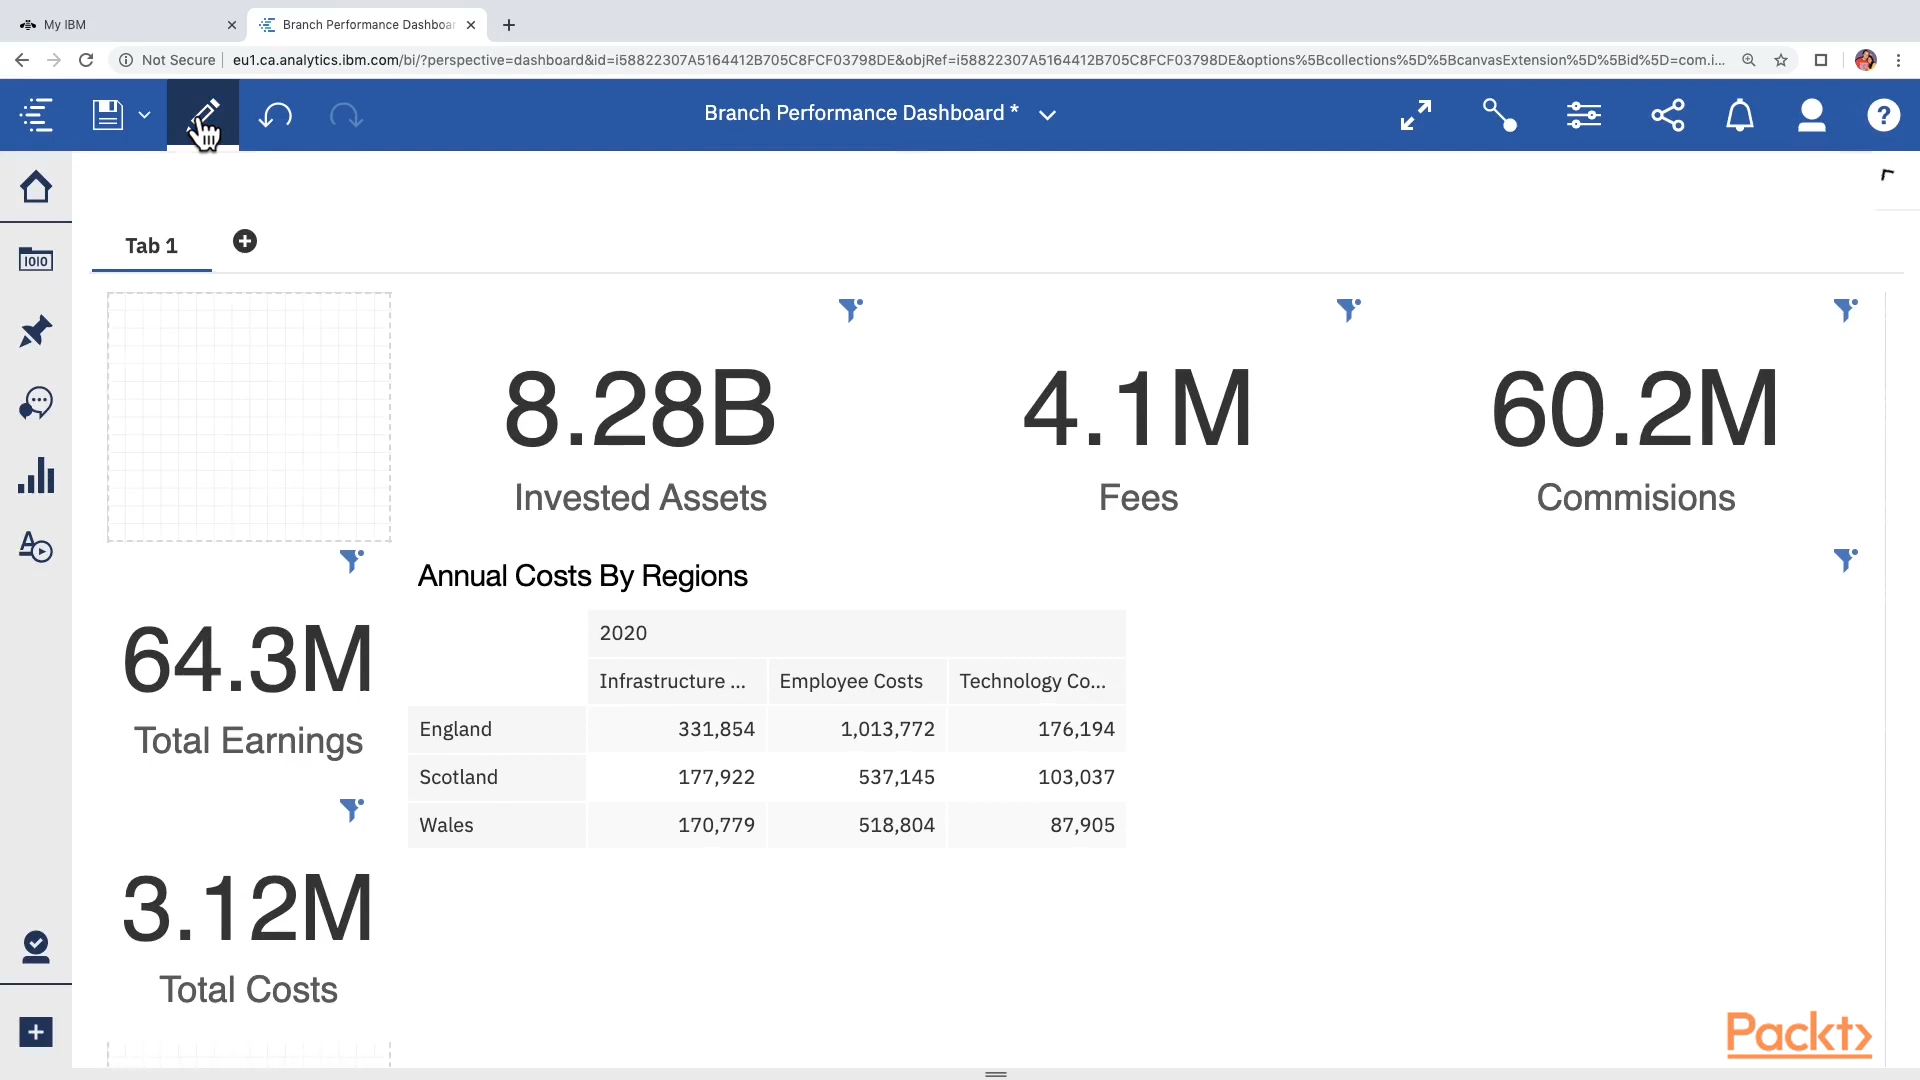 My IBM
Branch Performance Dashboar
Not Secure
eu1.ca.analytics.ibm.com/bi/?perspective=dashboard&id=i58822307A5164412B705C8FCF03798DE&objRef=i58822307A5164412B705C8FCF03798DE&options%5Bcollections%5D%5BcanvasExtension%5D%5Bid%5D=com.i...
Branch Performance Dashboard *
?
Tab 1
8.28B
Invested Assets
4.1M
Fees
60.2M
Commisions
64.3M
Total Earnings
3.12M
Total Costs
Annual Costs By Regions
2020
Infrastructure ... Employee Costs Technology Co...
England 331,854 1,013,772 176,194
Scotland 177,922 537,145 103,037
Wales 170,779 518,804 87,905
Packt>